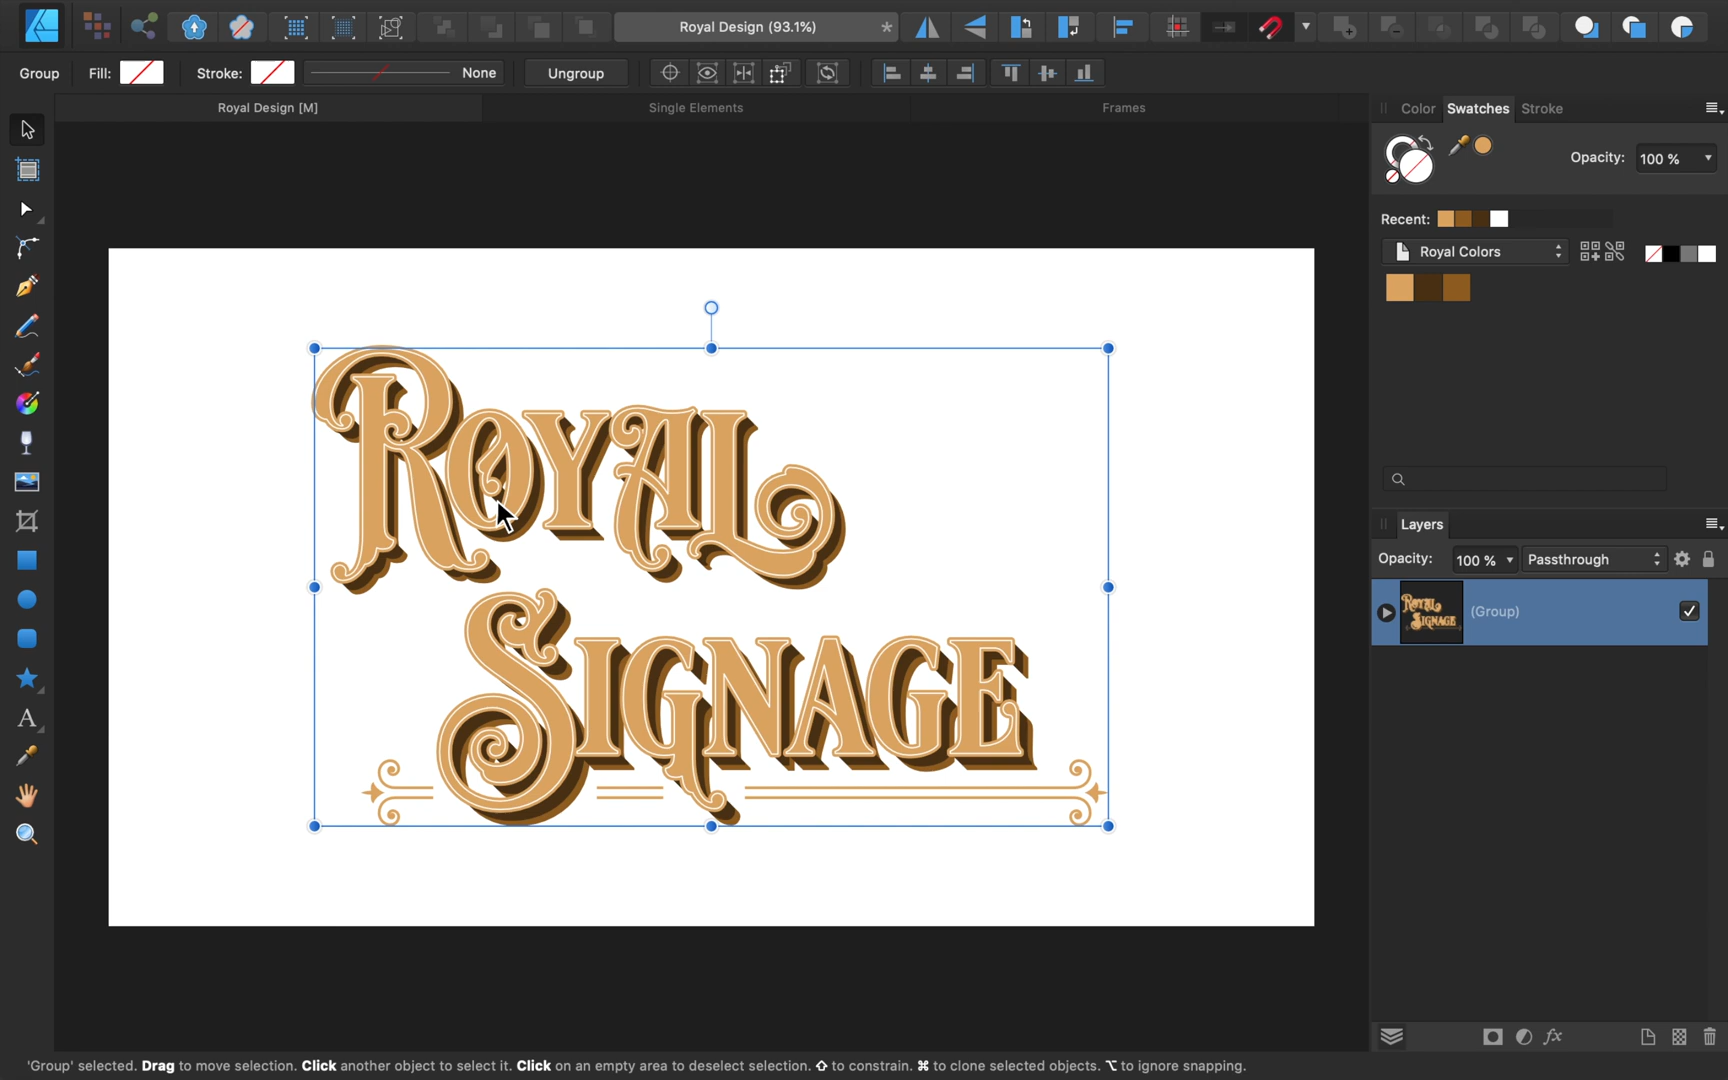 Royal Design (93.1%) *
Group Fill: Stroke: None Ungroup
Royal Design [M] Single Elements Frames
Color Swatches Stroke
Opacity: 100 %
Recent:
Royal Colors
ROYAL
SIGNAGE
Layers
Opacity: 100 % Passthrough
ROYAL
SIGNAGE
(Group)
A
fx
'Group' selected. Drag to move selection. Click another object to select it. Click on an empty area to deselect selection. ⇧ to constrain. ⌘ to clone selected objects. ⌥ to ignore snapping.